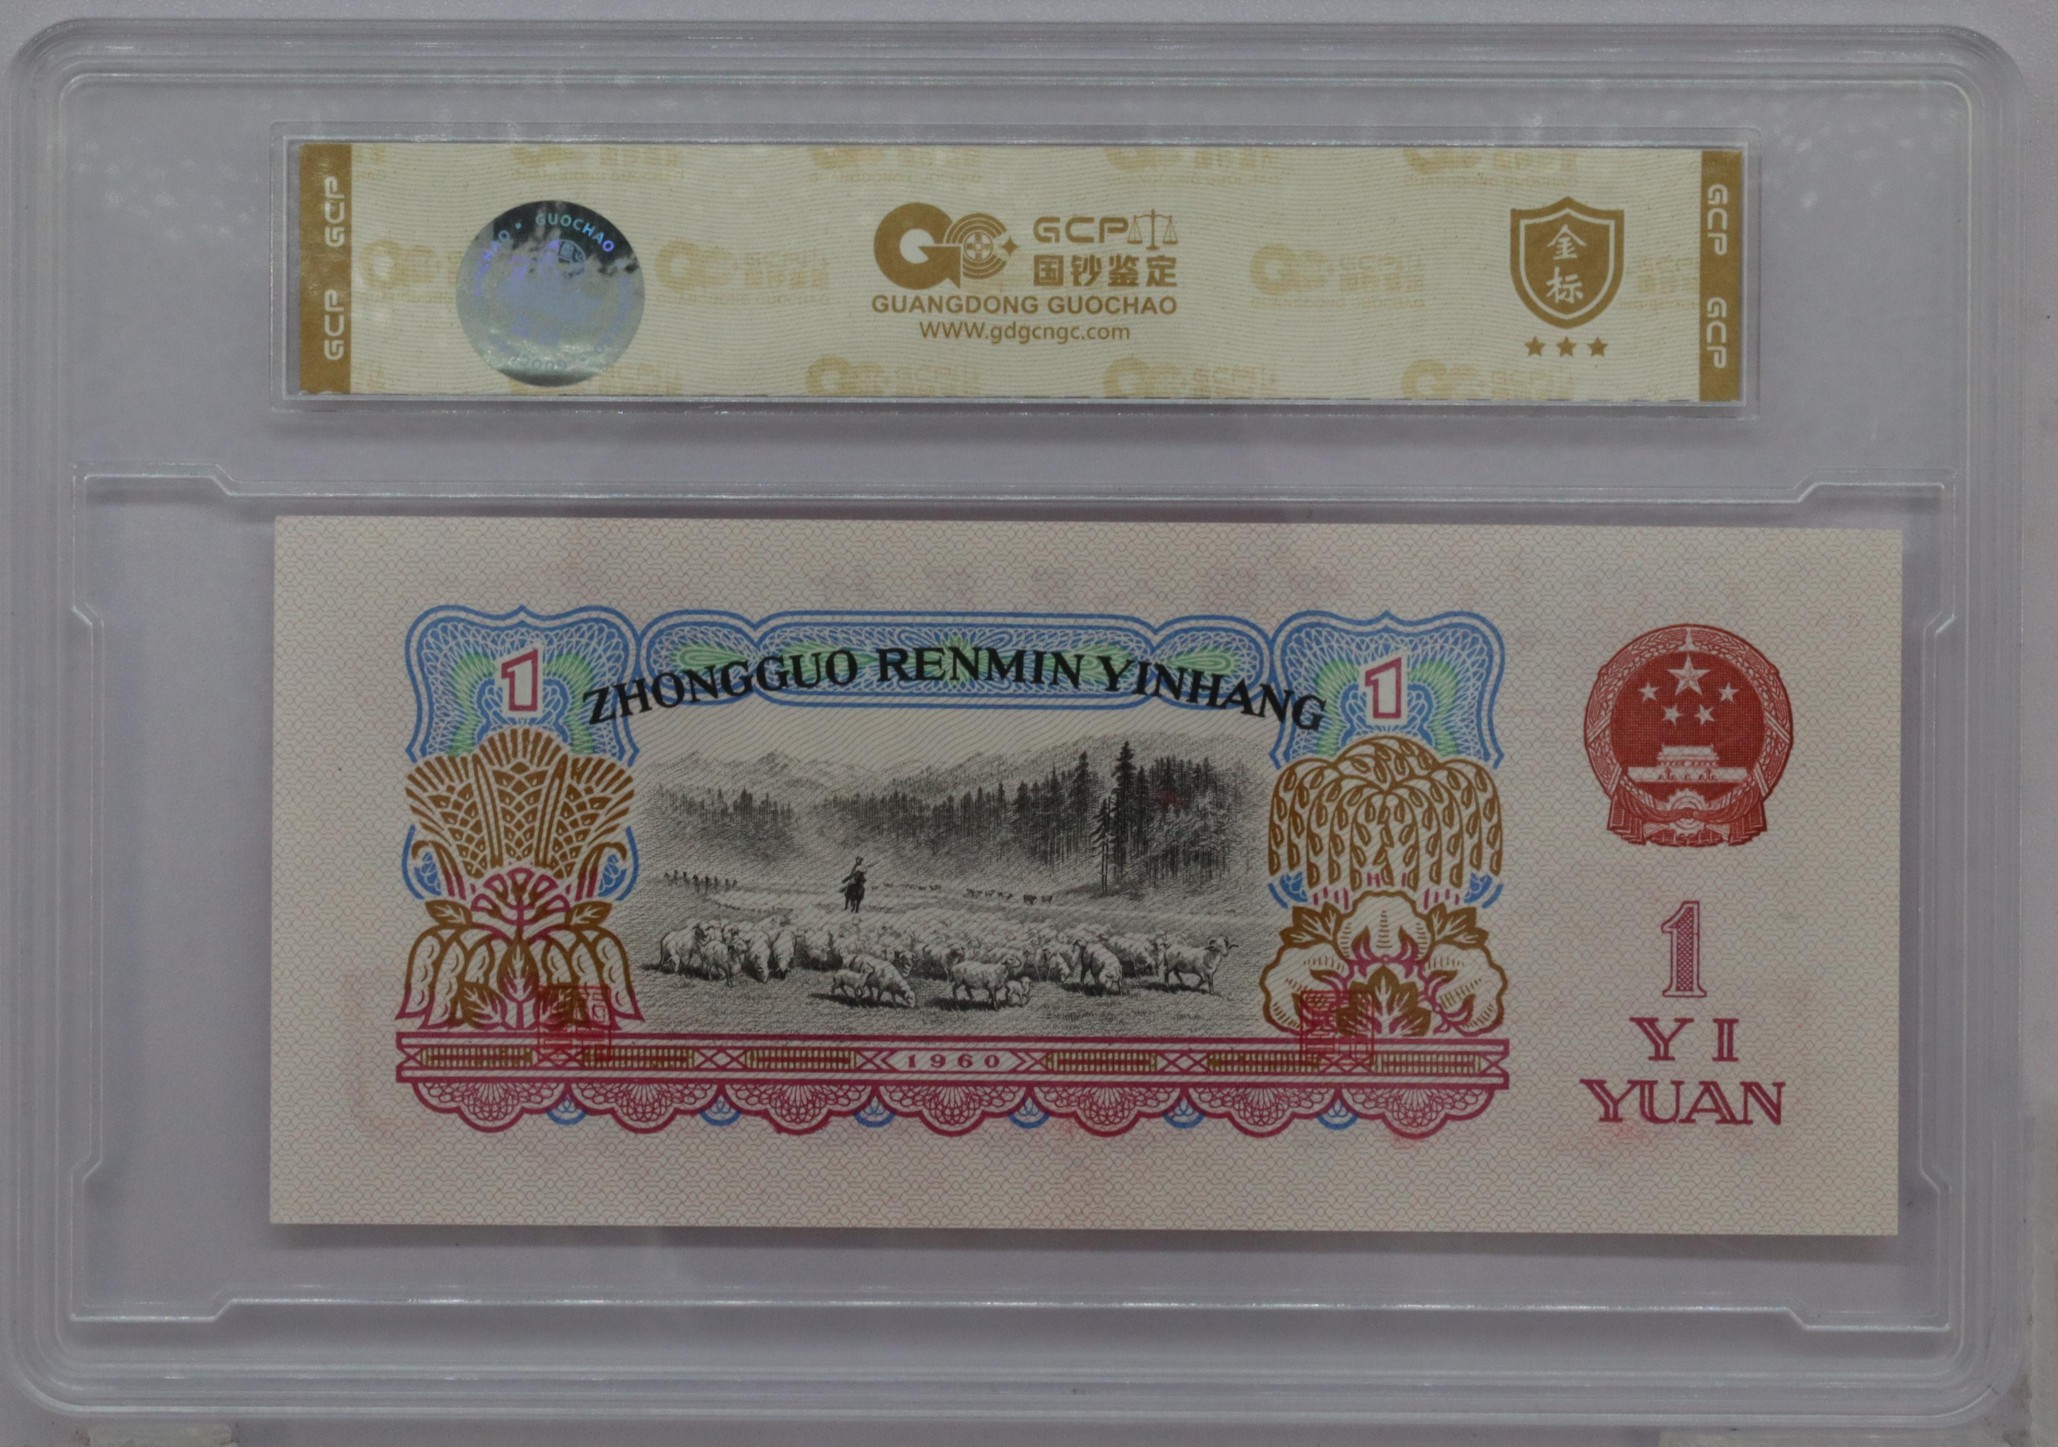 GCP GCP
GUOCHAO
GCP
国钞鉴定
GUANGDONG GUOCHAO
WWW.gdgcngc.com
金
标
GCP GCP
1
ZHONGGUO RENMIN YINHANG
1
1960
1
YI
YUAN